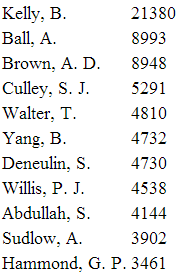 Kelly, B. 21380
Ball, A. 8993
Brown, A. D. 8948
Culley, S. J. 5291
Walter, T. 4810
Yang, B. 4732
Deneulin, S. 4730
Willis, P. J. 4538
Abdullah, S. 4144
Sudlow, A. 3902
Hammond, G. P. 3461